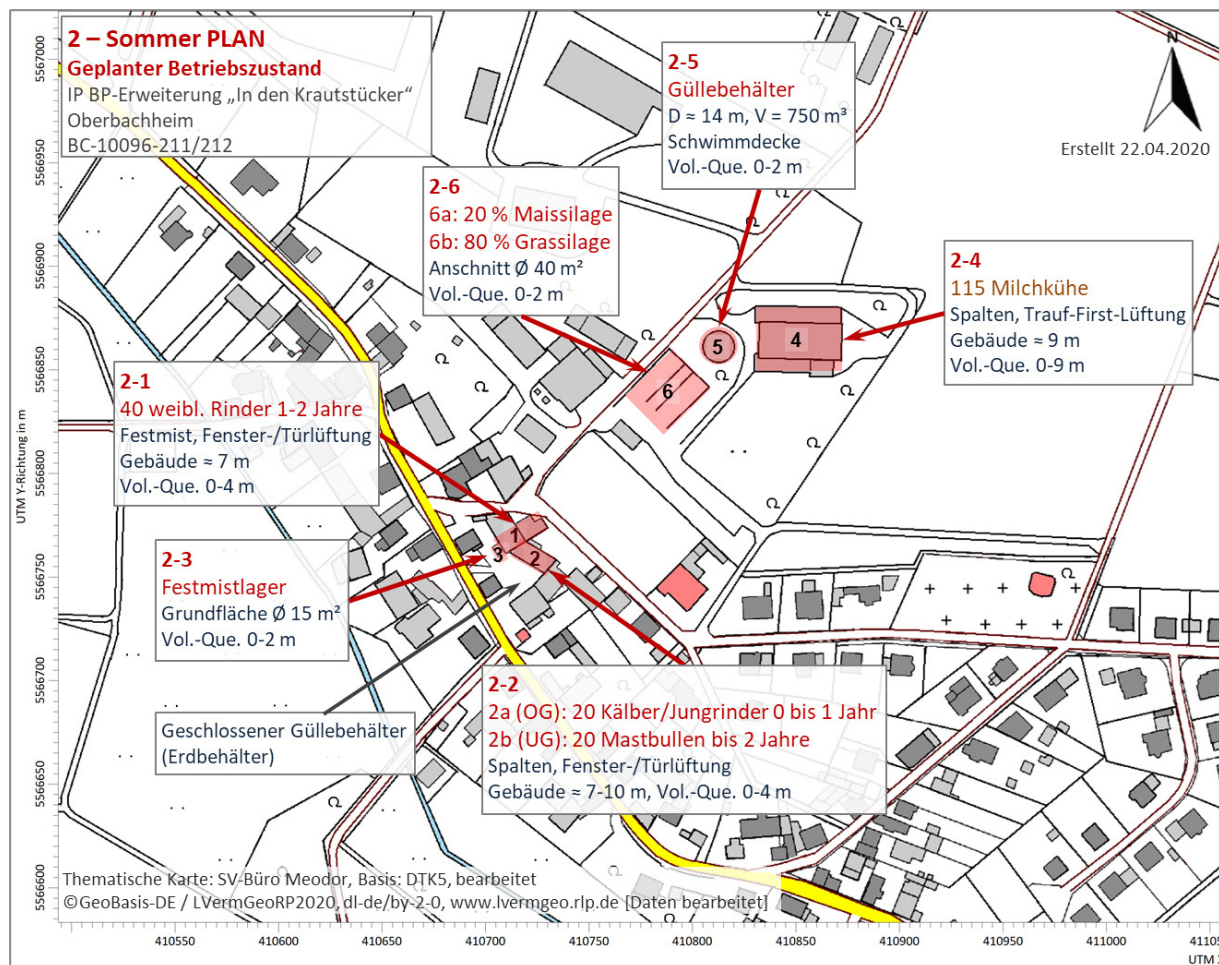 2 – Sommer PLAN
Geplanter Betriebszustand
IP BP-Erweiterung „In den Krautstücker“
Oberbachheim
BC-10096-211/212
2-5
Güllebehälter
D ≈ 14 m, V = 750 m³
Schwimmdecke
Vol.-Que. 0-2 m
N
Erstellt 22.04.2020
2-6
6a: 20 % Maissilage
6b: 80 % Grassilage
Anschnitt Ø 40 m²
Vol.-Que. 0-2 m
2-4
115 Milchkühe
Spalten, Trauf-First-Lüftung
Gebäude ≈ 9 m
Vol.-Que. 0-9 m
5
4
6
2-1
40 weibl. Rinder 1-2 Jahre
Festmist, Fenster-/Türlüftung
Gebäude ≈ 7 m
Vol.-Que. 0-4 m
1
3
2
2-3
Festmistlager
Grundfläche Ø 15 m²
Vol.-Que. 0-2 m
2-2
2a (OG): 20 Kälber/Jungrinder 0 bis 1 Jahr
2b (UG): 20 Mastbullen bis 2 Jahre
Spalten, Fenster-/Türlüftung
Gebäude ≈ 7-10 m, Vol.-Que. 0-4 m
Geschlossener Güllebehälter
(Erdbehälter)
Thematische Karte: SV-Büro Meodor, Basis: DTK5, bearbeitet
©GeoBasis-DE / LVermGeoRP2020, dl-de/by-2-0, www.lvermgeo.rlp.de [Daten bearbeitet]
UTM Y-Richtung in m
5567000
5566950
5566900
5566850
5566800
5566750
5566700
5566650
5566600
410550 410600 410650 410700 410750 410800 410850 410900 410950 411000 41105
UTM